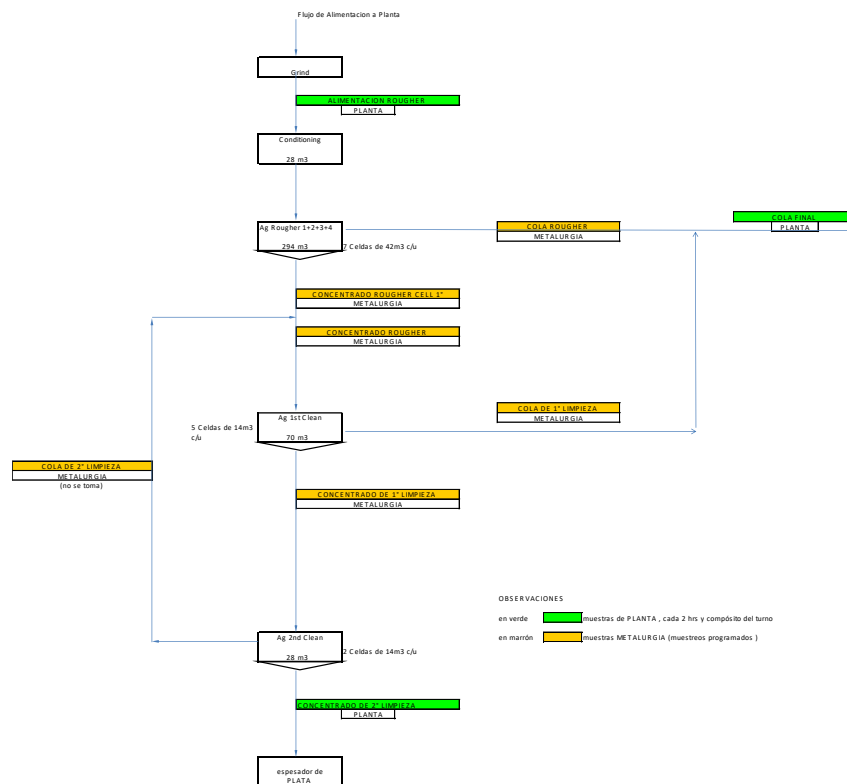 Flujo de Alimentacion a Planta
Grind
ALIMENTACION ROUGHER
PLANTA
Conditioning
28 m3
Ag Rougher 1+2+3+4
294 m3
7 Celdas de 42m3 c/u
COLA ROUGHER
METALURGIA
COLA FINAL
PLANTA
CONCENTRADO ROUGHER CELL 1°
METALURGIA
CONCENTRADO ROUGHER
METALURGIA
COLA DE 1° LIMPIEZA
METALURGIA
5 Celdas de 14m3
c/u
Ag 1st Clean
70 m3
COLA DE 2° LIMPIEZA
METALURGIA
(no se toma)
CONCENTRADO DE 1° LIMPIEZA
METALURGIA
OBSERVACIONES
en verde muestras de PLANTA , cada 2 hrs y compósito del turno
en marrón muestras METALURGIA (muestreos programados )
Ag 2nd Clean
28 m3
2 Celdas de 14m3 c/u
CONCENTRADO DE 2° LIMPIEZA
PLANTA
espesador de
PLATA